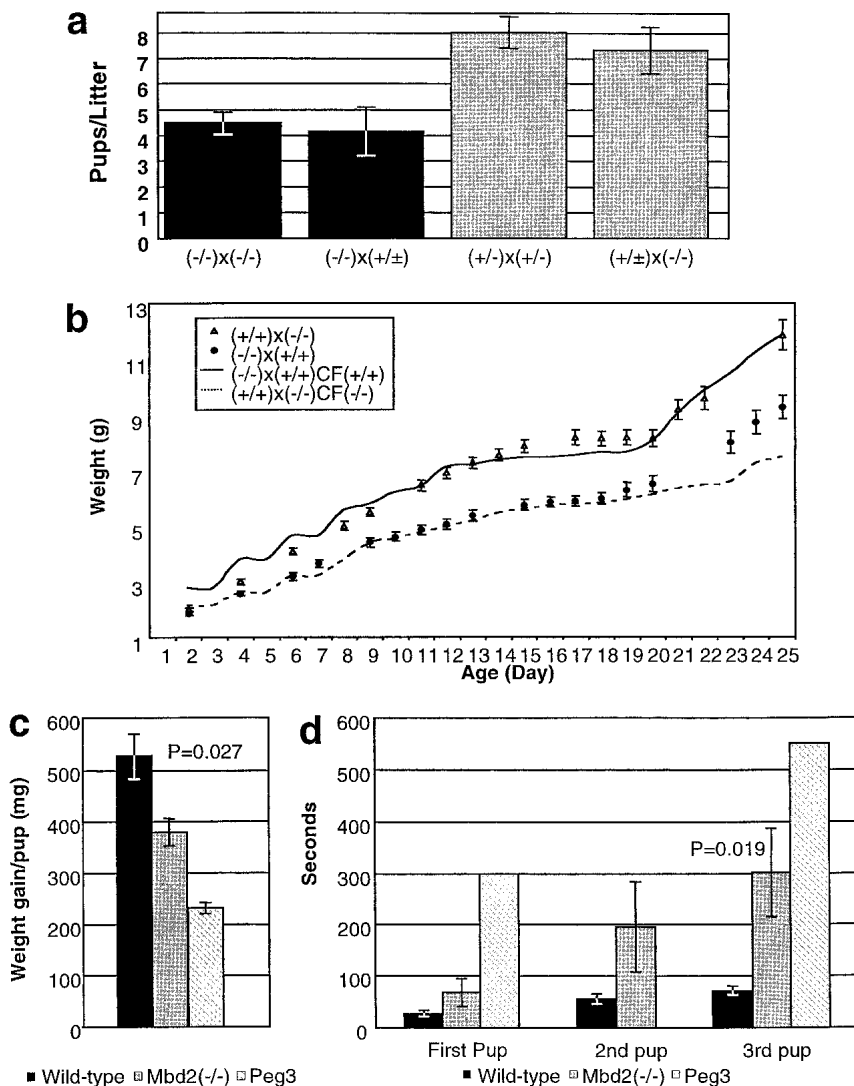 a
Pups/Litter
8
7
6
5
4
3
2
1
0
(-/-)x(-/-)
(-/-)x(+/±)
(+/-)x(+/-)
(+/±)x(-/-)
b
Weight (g)
13
11
9
7
5
3
1
(+/+)x(-/-)
(-/-)x(+/+)
(-/-)x(+/+)CF(+/+)
(+/+)x(-/-)CF(-/-)
1 2 3 4 5 6 7 8 9 10 11 12 13 14 15 16 17 18 19 20 21 22 23 24 25
Age (Day)
c
Weight gain/pup (mg)
600
500
400
300
200
100
0
P=0.027
Wild-type Mbd2(-/-) Peg3
d
Seconds
600
500
400
300
200
100
0
P=0.019
First Pup 2nd pup 3rd pup
Wild-type Mbd2(-/-) Peg3